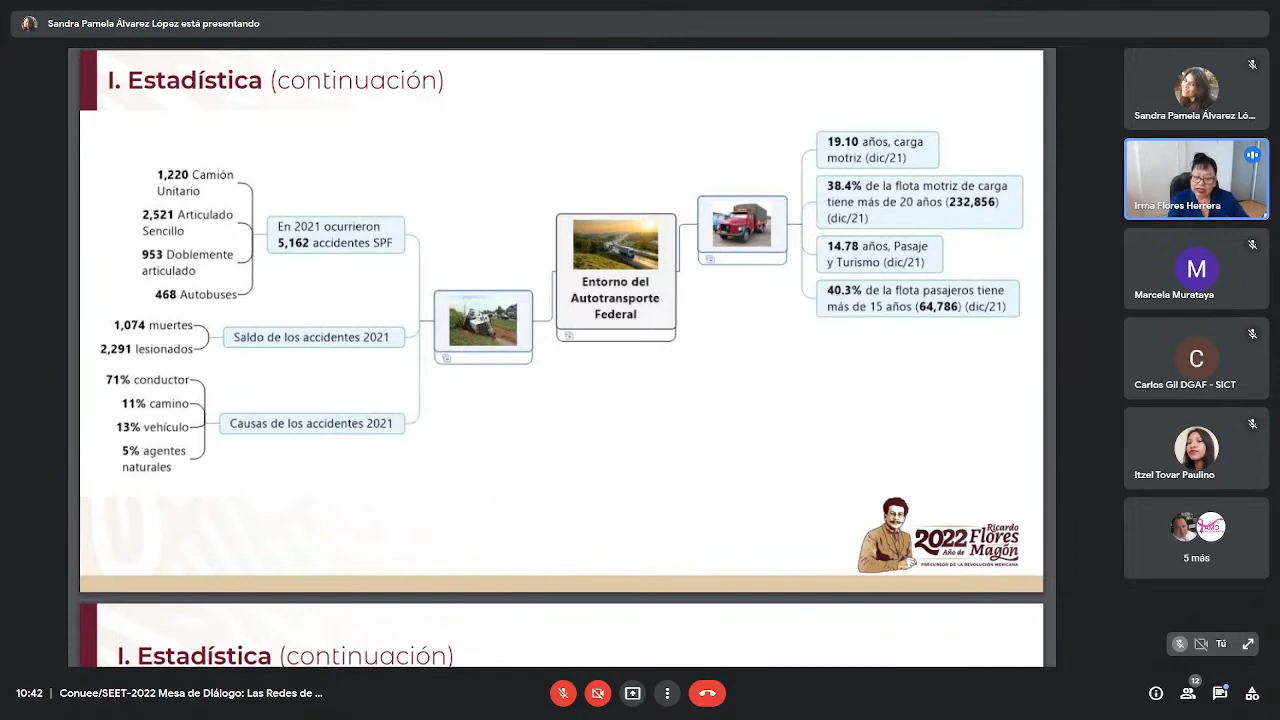 Sandra Pamela Álvarez López está presentando
I. Estadística (continuación)
1,220 Camión
Unitario
2,521 Articulado
Sencillo
953 Doblemente
articulado
468 Autobuses
En 2021 ocurrieron
5,162 accidentes SPF
1,074 muertes
2,291 lesionados
Saldo de los accidentes 2021
71% conductor
11% camino
13% vehículo
5% agentes
naturales
Causas de los accidentes 2021
Entorno del
Autotransporte
Federal
19.10 años, carga
motriz (dic/21)
38.4% de la flota motriz de carga
tiene más de 20 años (232,856)
(dic/21)
14.78 años, Pasaje
y Turismo (dic/21)
40.3% de la flota pasajeros tiene
más de 15 años (64,786) (dic/21)
2022
Año de
Ricardo
Flores
Magón
PRECURSOR DE LA REVOLUCIÓN MEXICANA
I. Estadística (continuación)
Sandra Pamela Álvarez Ló...
Irma Flores Herrera
M
Marcela Murataya
C
Carlos Gil DGAF - SICT
Itzel Tovar Paulino
5 más
Tú
10:42 | Conuee/SEET-2022 Mesa de Diálogo: Las Redes de ...
12